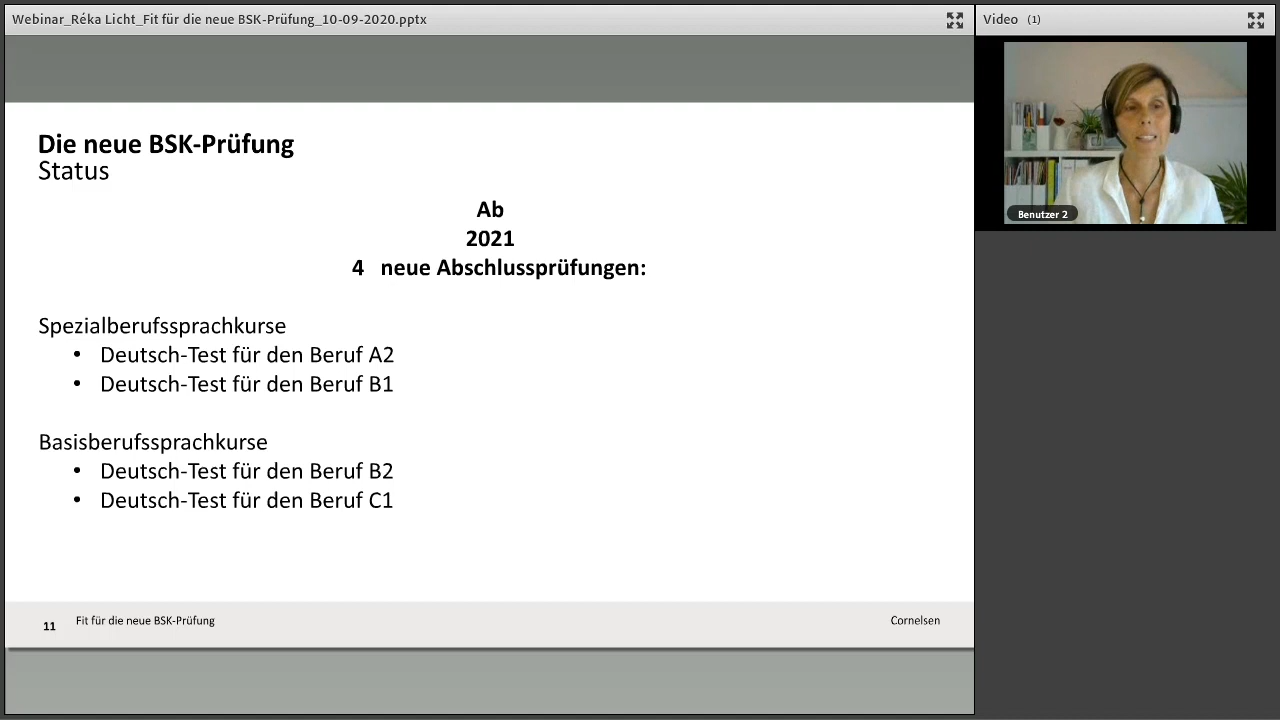 Webinar_Réka Licht_Fit für die neue BSK-Prüfung_10-09-2020.pptx
Video (1)
Benutzer 2
Die neue BSK-Prüfung
Status
Ab
2021
4 neue Abschlussprüfungen:
Spezialberufssprachkurse
• Deutsch-Test für den Beruf A2
• Deutsch-Test für den Beruf B1
Basisberufssprachkurse
• Deutsch-Test für den Beruf B2
• Deutsch-Test für den Beruf C1
11 Fit für die neue BSK-Prüfung Cornelsen